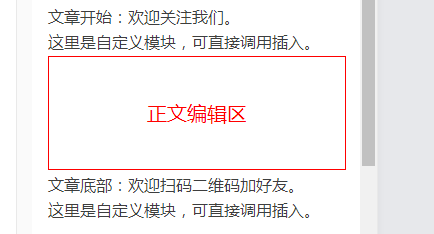 文章开始：欢迎关注我们。
这里是自定义模块，可直接调用插入。
正文编辑区
文章底部：欢迎扫码二维码加好友。
这里是自定义模块，可直接调用插入。